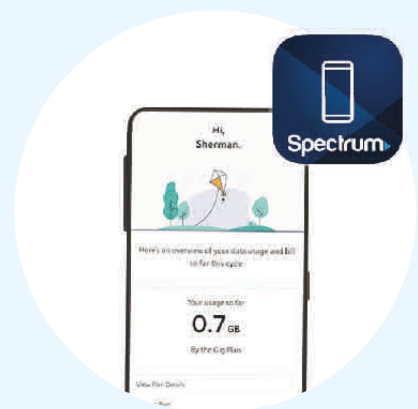 Spectrum
Hi,
Sherman.
Here's an overview of your data usage and bill
so far this cycle
Your usage so far
0.7 GB
By the Gig Plan
View Plan Details